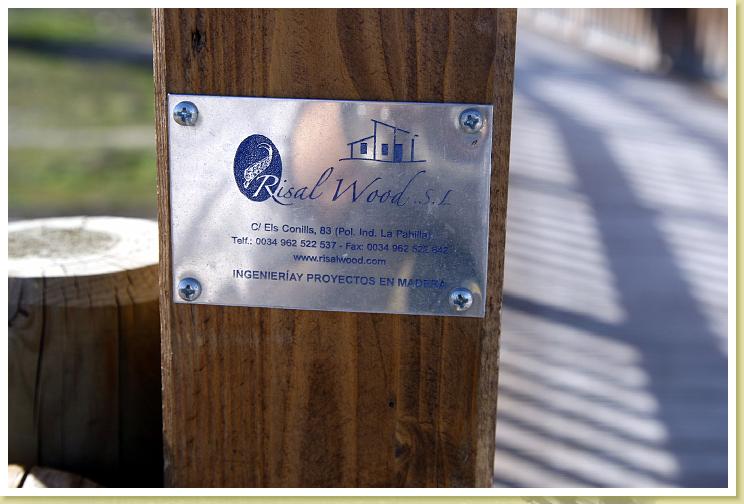 Risal Wood .S.L
C/ Els Conills, 83 (Pol. Ind. La Pahilla)
Telf.: 0034 962 522 537 - Fax: 0034 962 522 642
www.risalwood.com
INGENIERÍAY PROYECTOS EN MADERA